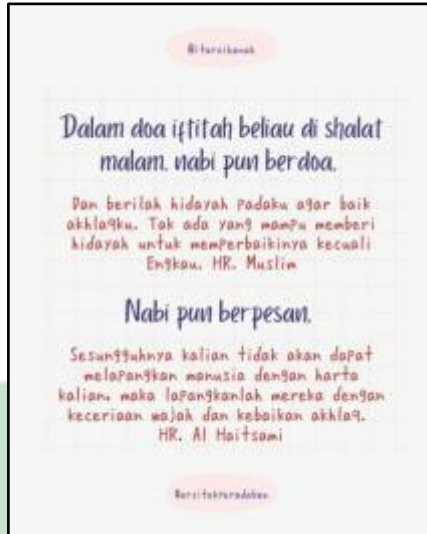 Dalam doa iftitah beliau di shalat
malam, nabi pun berdoa,
Dan berilah hidayah padaku agar baik
akhlaqku. Tak ada yang mampu memberi
hidayah untuk memperbaikinya kecuali
Engkau. HR. Muslim
Nabi pun berpesan,
Sesungguhnya kalian tidak akan dapat
melapangkan manusia dengan harta
kalian, maka lapangkanlah mereka dengan
keceriaan wajah dan kebaikan akhlaq.
HR. Al Haitsami